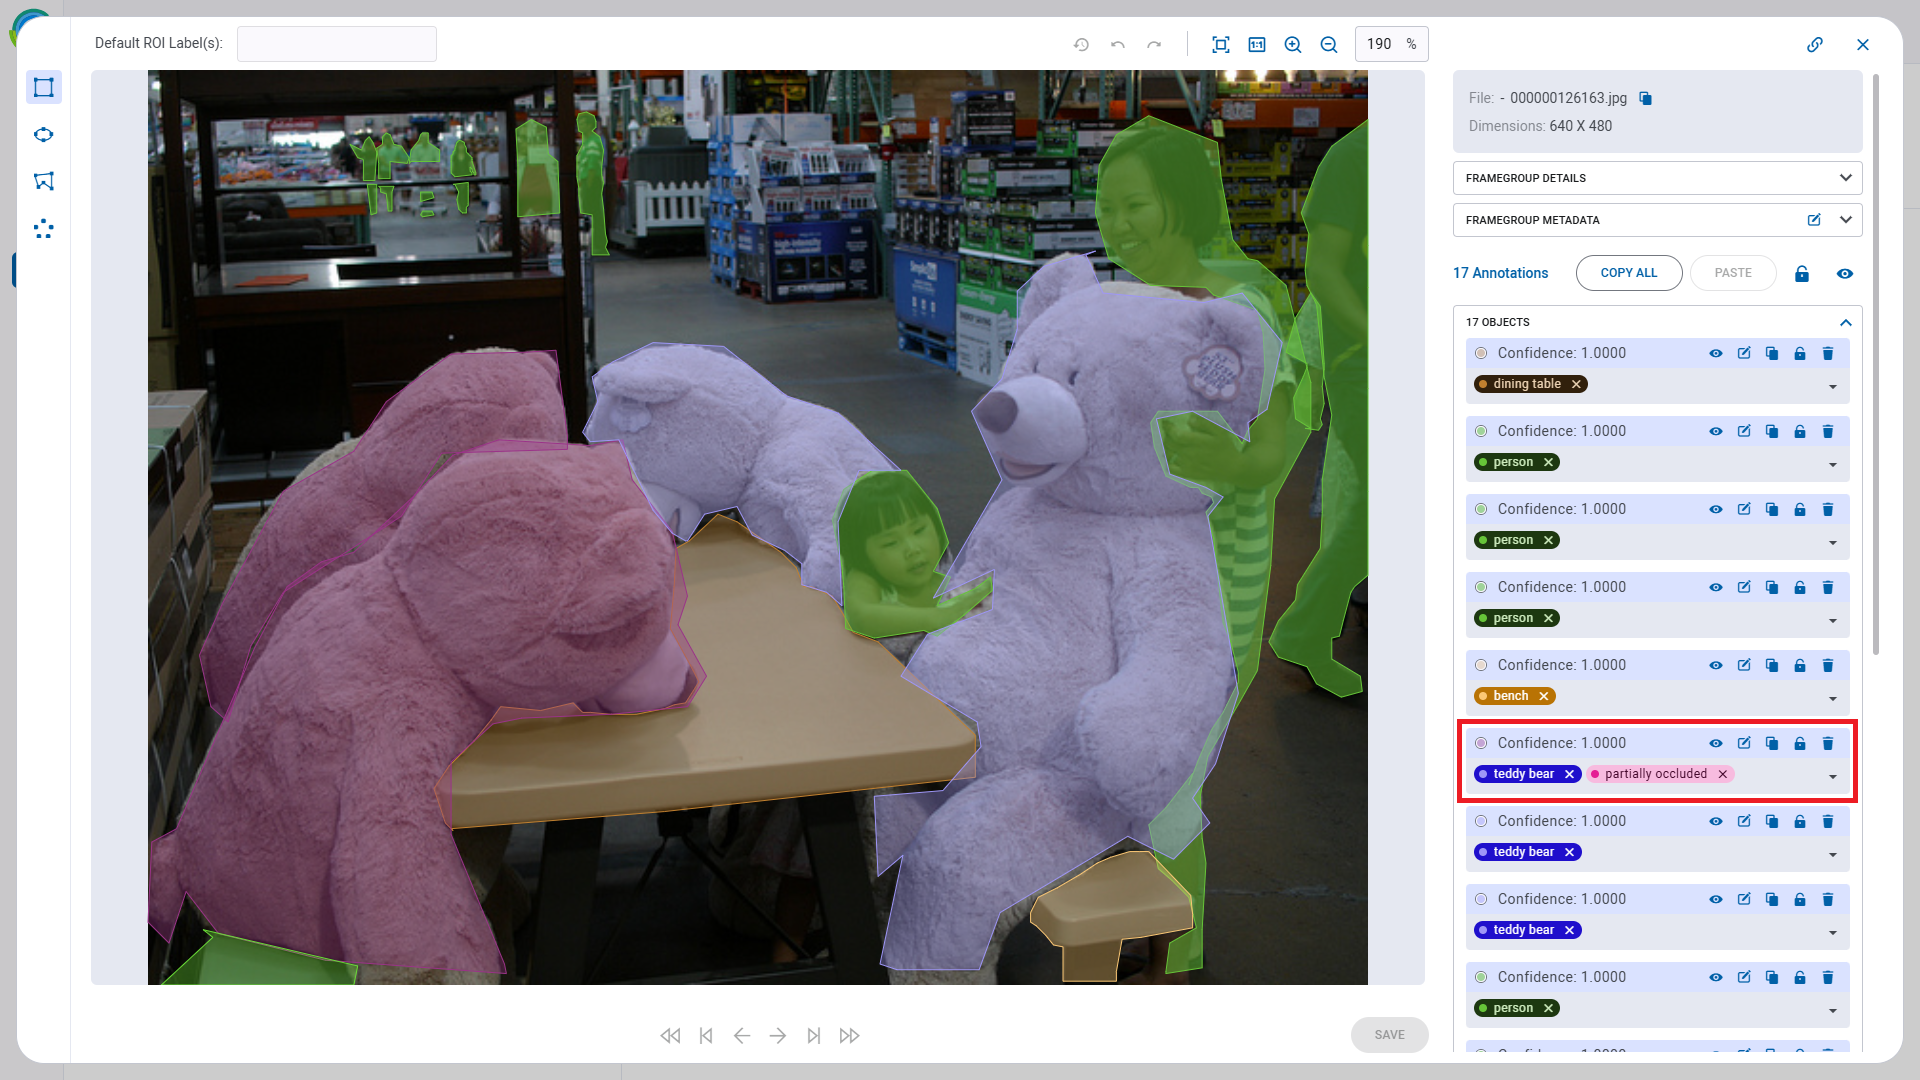 Default ROI Label(s):
190 %
File: - 000000126163.jpg
Dimensions: 640 X 480
FRAMEGROUP DETAILS
FRAMEGROUP METADATA
17 Annotations
COPY ALL
PASTE
17 OBJECTS
Confidence: 1.0000
dining table
Confidence: 1.0000
person
Confidence: 1.0000
person
Confidence: 1.0000
person
Confidence: 1.0000
bench
Confidence: 1.0000
teddy bear partially occluded
Confidence: 1.0000
teddy bear
Confidence: 1.0000
teddy bear
Confidence: 1.0000
person
SAVE